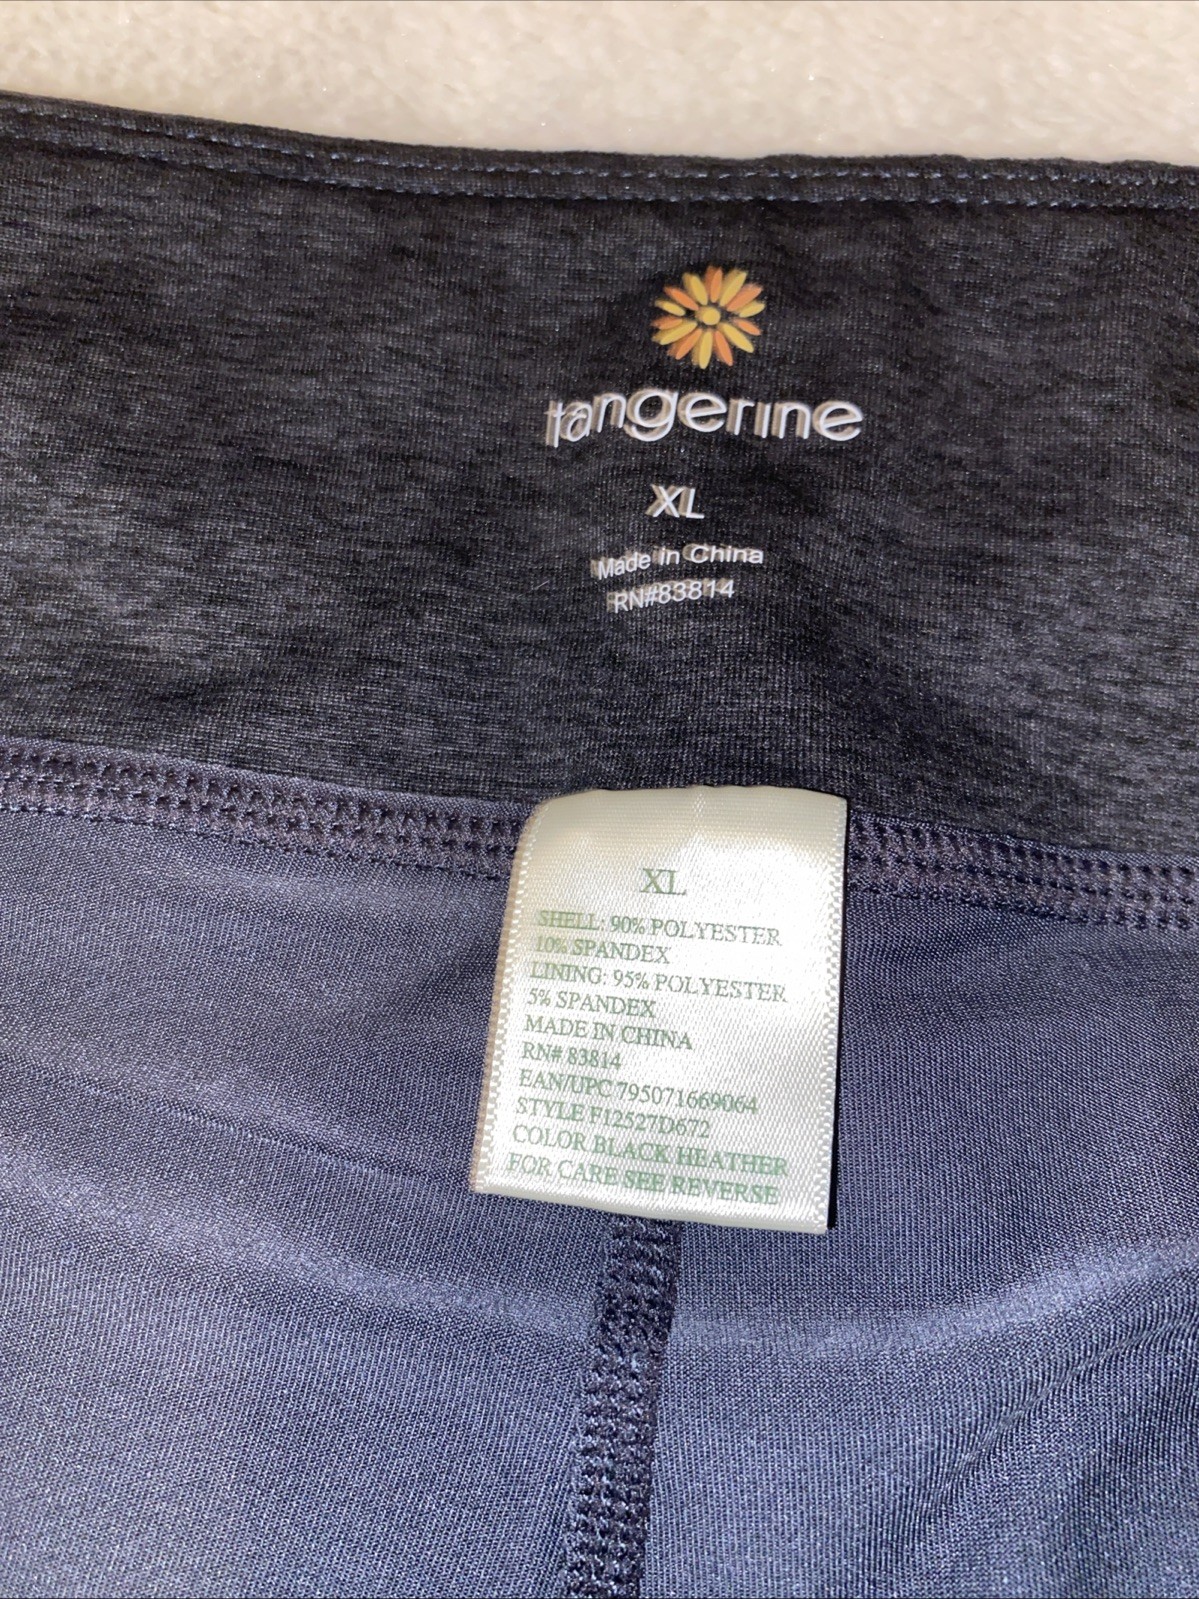 tangerine
XL
Made in China
RN#83814
XL
SHELL: 90% POLYESTER
10% SPANDEX
LINING: 95% POLYESTER
5% SPANDEX
MADE IN CHINA
RN# 83814
EAN/UPC 795071669064
STYLE F12527D672
COLOR BLACK HEATHER
FOR CARE SEE REVERSE